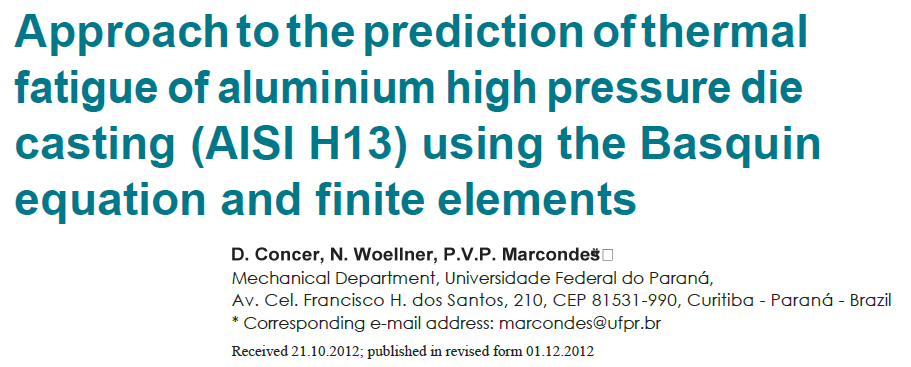 Approach to the prediction of thermal
fatigue of aluminium high pressure die
casting (AISI H13) using the Basquin
equation and finite elements
D. Concer, N. Woellner, P.V.P. Marcondes*
Mechanical Department, Universidade Federal do Paraná,
Av. Cel. Francisco H. dos Santos, 210, CEP 81531-990, Curitiba - Paraná - Brazil
* Corresponding e-mail address: marcondes@ufpr.br
Received 21.10.2012; published in revised form 01.12.2012